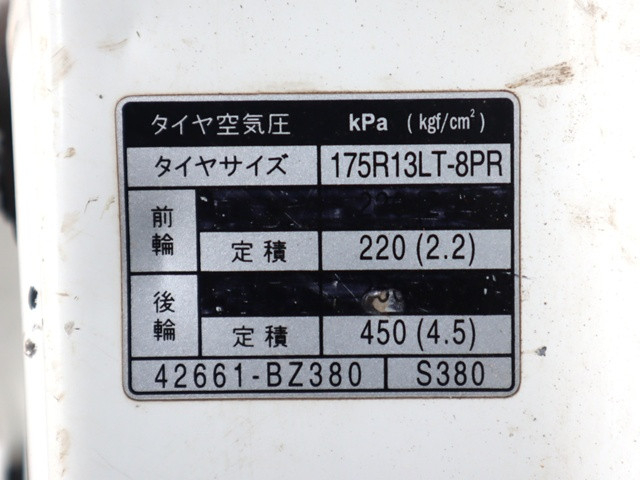 タイヤ空気圧 kPa (kgf/cm²)
タイヤサイズ 175R13LT-8PR
前輪
定積 220 (2.2)
後輪
定積 450 (4.5)
42661-BZ380 S380